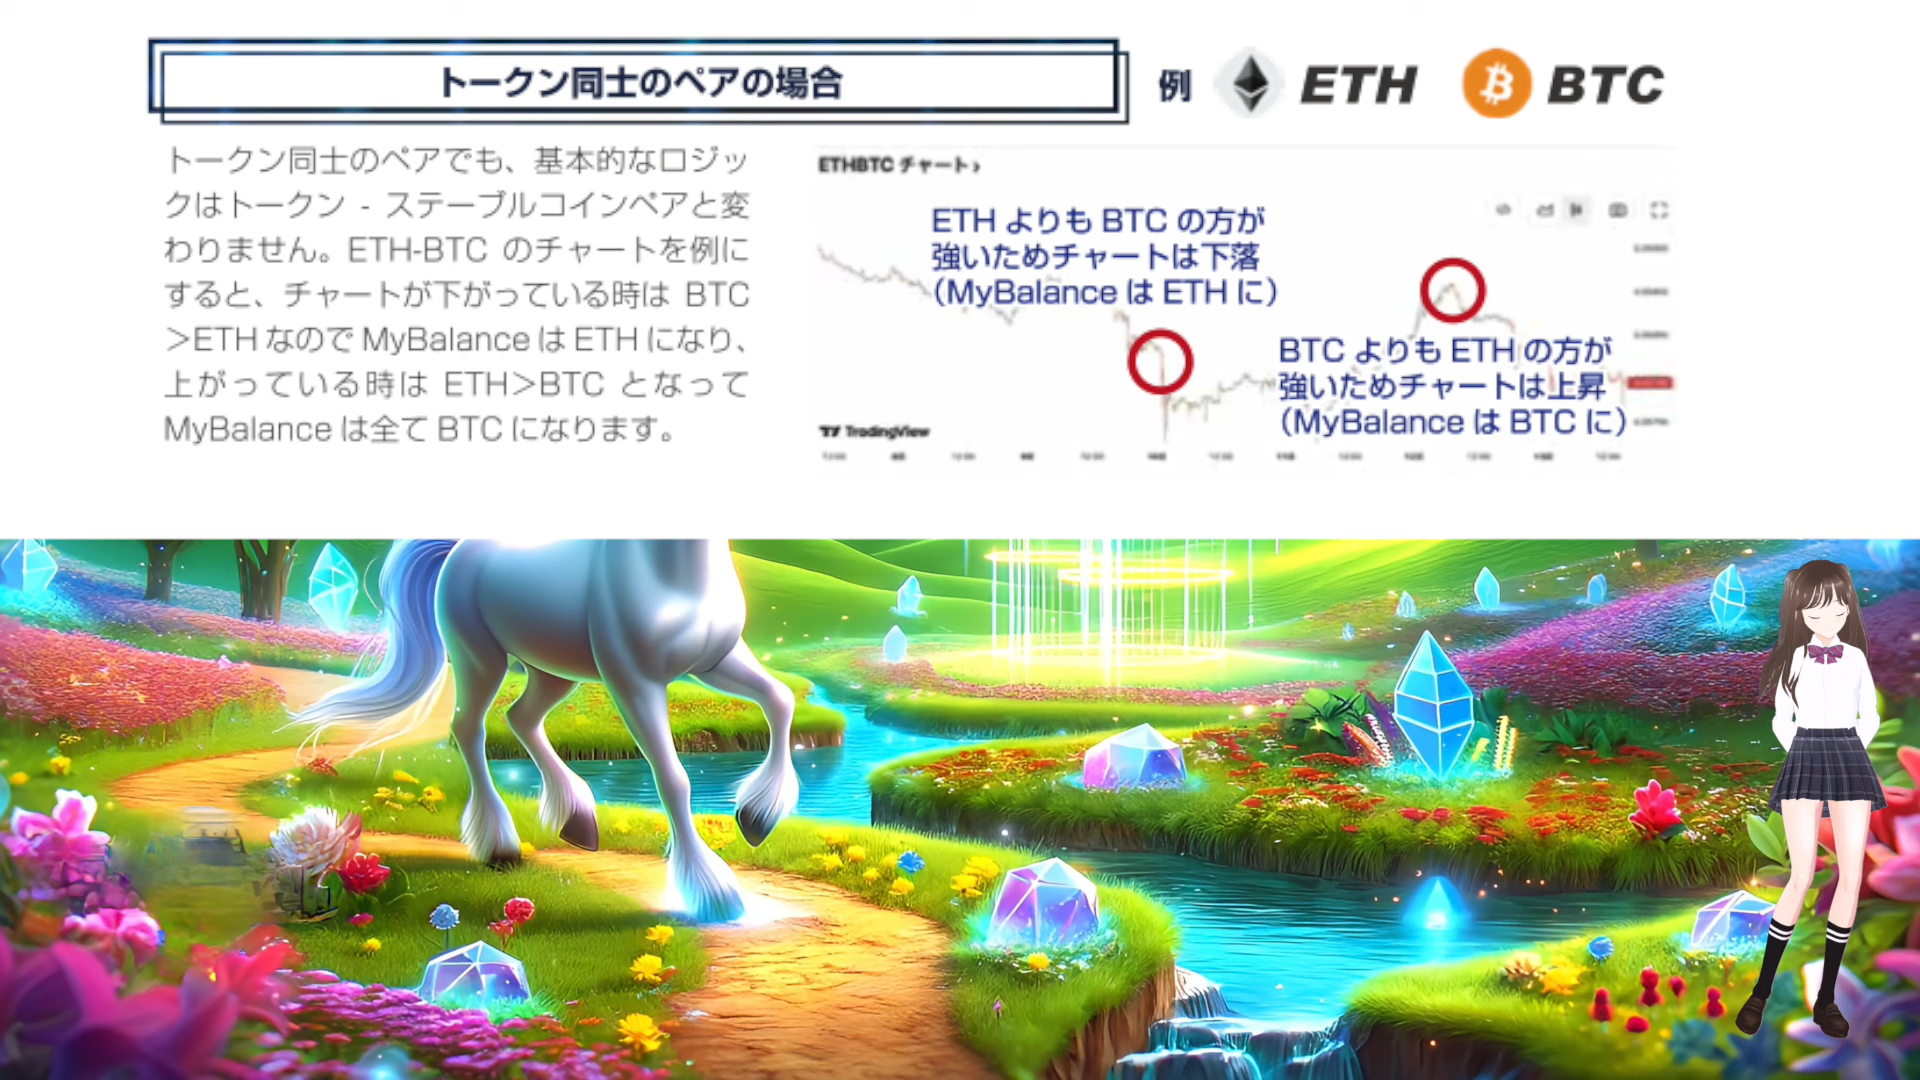 トークン同士のペアの場合
例 ETH BTC
トークン同士のペアでも、基本的なロジッ
クはトークン - ステーブルコインペアと変
わりません。ETH-BTC のチャートを例に
すると、チャートが下がっている時は BTC
＞ETH なので MyBalance は ETH になり、
上がっている時は ETH＞BTC となって
MyBalance は全て BTC になります。
ETHBTC チャート ›
ETH よりも BTC の方が
強いためチャートは下落
（MyBalance は ETH に）
BTC よりも ETH の方が
強いためチャートは上昇
（MyBalance は BTC に）
TradingView